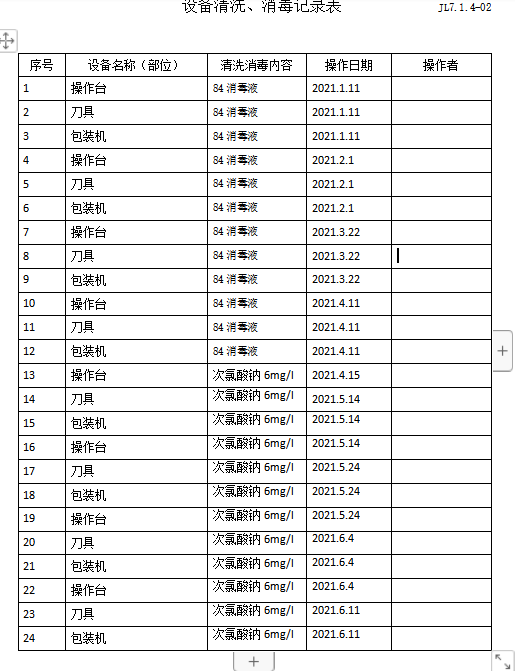 设备清洗、消毒记录表 JL7.1.4-02
序号 设备名称（部位） 清洗消毒内容 操作日期 操作者
1 操作台 84 消毒液 2021.1.11
2 刀具 84 消毒液 2021.1.11
3 包装机 84 消毒液 2021.1.11
4 操作台 84 消毒液 2021.2.1
5 刀具 84 消毒液 2021.2.1
6 包装机 84 消毒液 2021.2.1
7 操作台 84 消毒液 2021.3.22
8 刀具 84 消毒液 2021.3.22
9 包装机 84 消毒液 2021.3.22
10 操作台 84 消毒液 2021.4.11
11 刀具 84 消毒液 2021.4.11
12 包装机 84 消毒液 2021.4.11
13 操作台 次氯酸钠 6mg/l 2021.4.15
14 刀具 次氯酸钠 6mg/l 2021.5.14
15 包装机 次氯酸钠 6mg/l 2021.5.14
16 操作台 次氯酸钠 6mg/l 2021.5.14
17 刀具 次氯酸钠 6mg/l 2021.5.24
18 包装机 次氯酸钠 6mg/l 2021.5.24
19 操作台 次氯酸钠 6mg/l 2021.5.24
20 刀具 次氯酸钠 6mg/l 2021.6.4
21 包装机 次氯酸钠 6mg/l 2021.6.4
22 操作台 次氯酸钠 6mg/l 2021.6.4
23 刀具 次氯酸钠 6mg/l 2021.6.11
24 包装机 次氯酸钠 6mg/l 2021.6.11